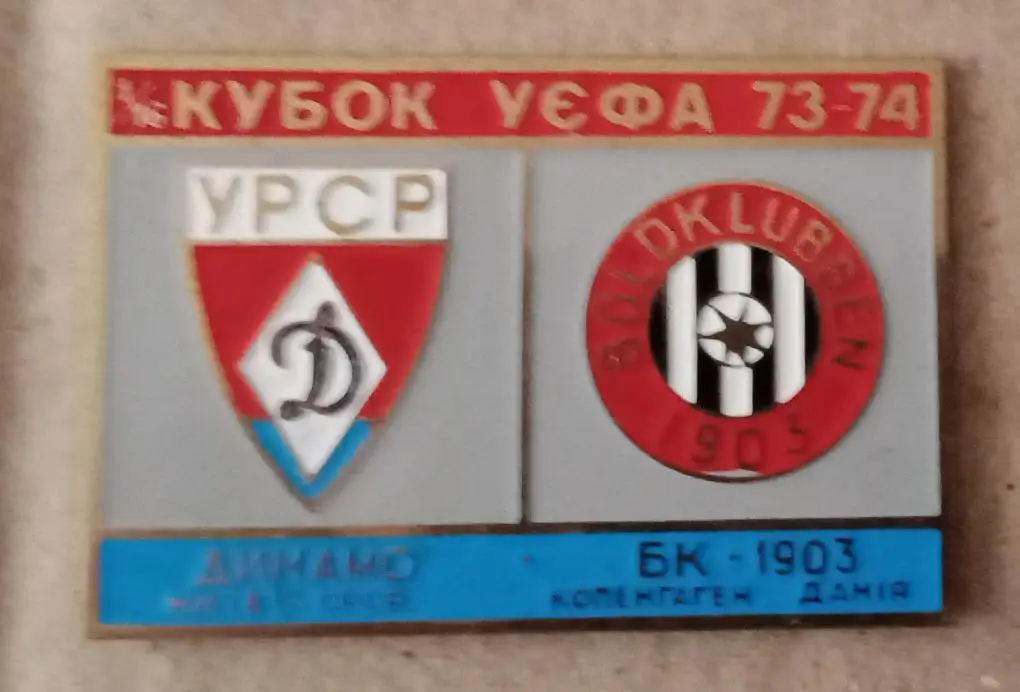 КУБОК УЄФА 73-74
УРСР
Д
BOLDKLUBBEN
1903
ДИНАМО
БК - 1903
КОПЕНГАГЕН ДАНІЯ